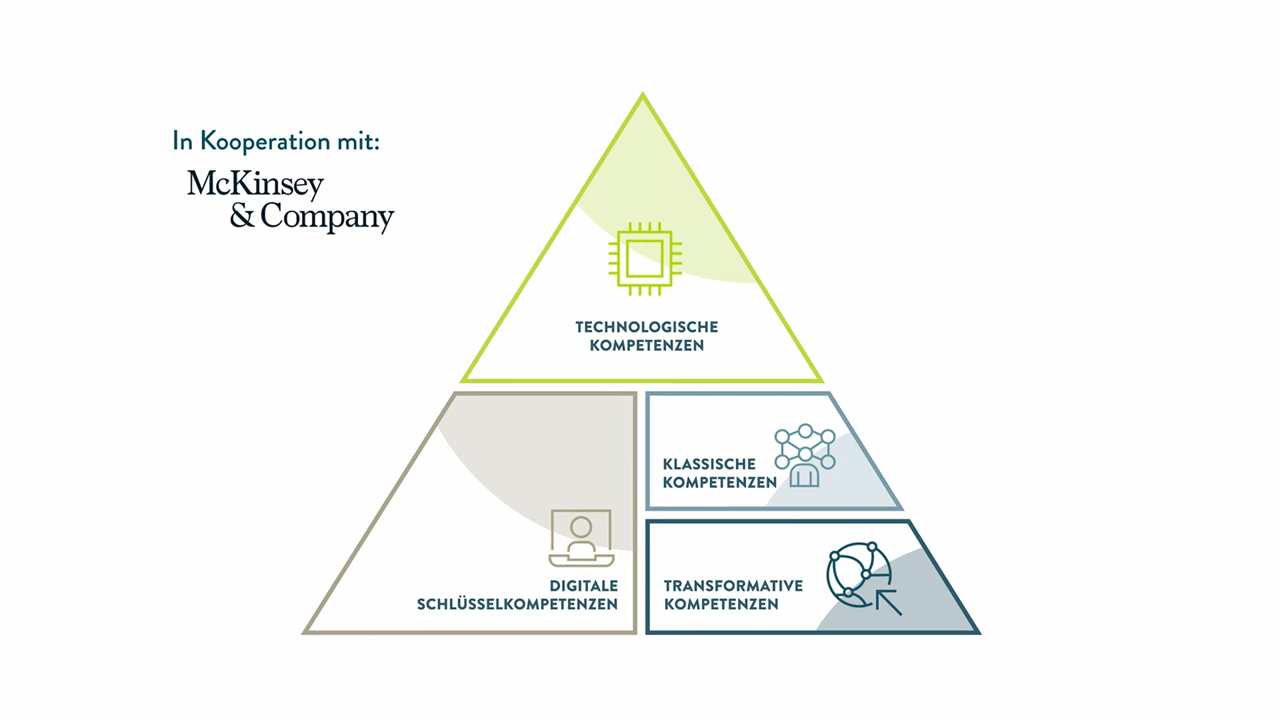 In Kooperation mit:
McKinsey
& Company
TECHNOLOGISCHE
KOMPETENZEN
KLASSISCHE
KOMPETENZEN
DIGITALE
SCHLÜSSELKOMPETENZEN
TRANSFORMATIVE
KOMPETENZEN